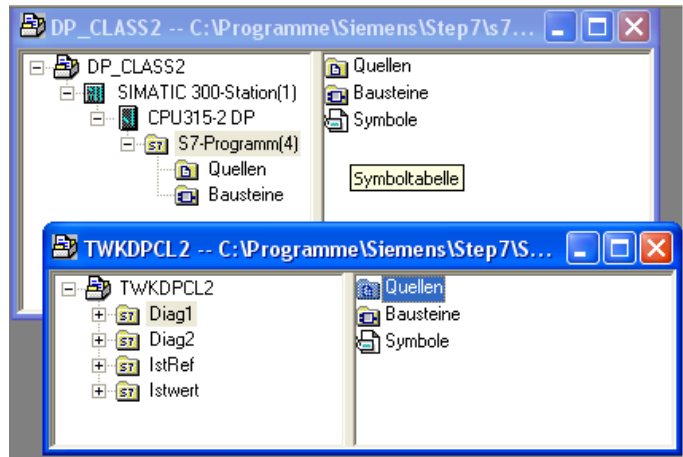 DP_CLASS2 -- C:\Programme\Siemens\Step7\s7...
DP_CLASS2
SIMATIC 300-Station(1)
CPU315-2 DP
S7-Programm(4)
Quellen
Bausteine
Quellen
Bausteine
Symbole
Symboltabelle
TWKDPCL2 -- C:\Programme\Siemens\Step7\S...
TWKDPCL2
Diag1
Diag2
IstRef
Istwert
Quellen
Bausteine
Symbole